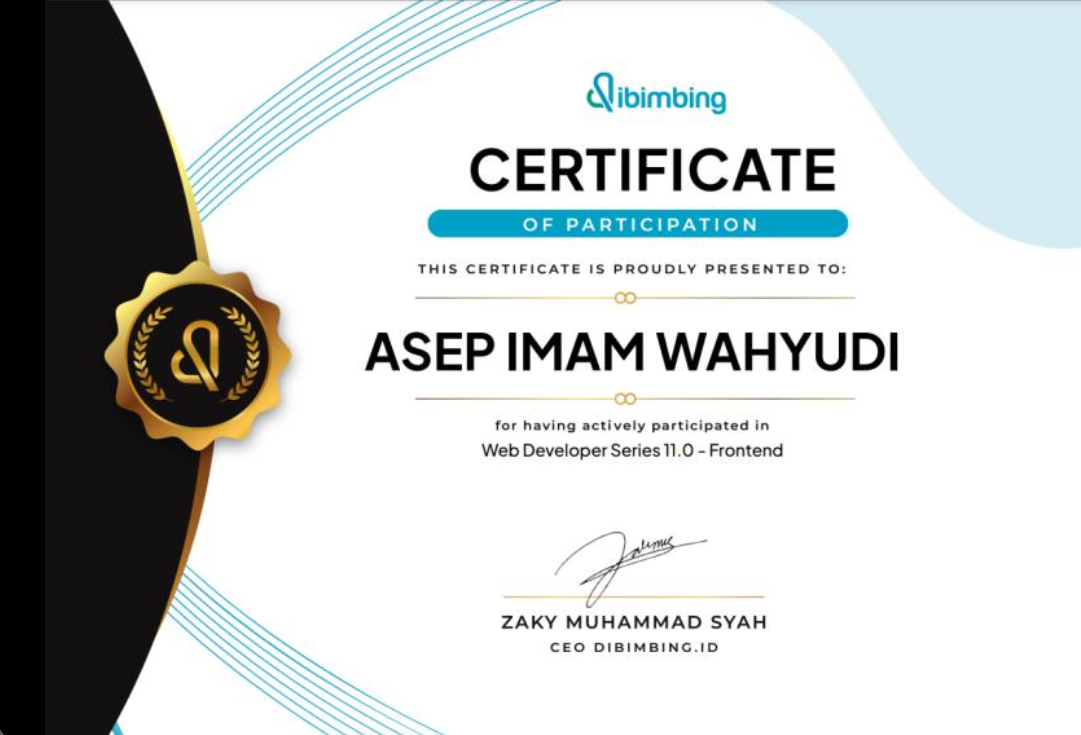 dibimbing
CERTIFICATE
OF PARTICIPATION
THIS CERTIFICATE IS PROUDLY PRESENTED TO:
ASEP IMAM WAHYUDI
for having actively participated in
Web Developer Series 11.0 - Frontend
ZAKY MUHAMMAD SYAH
CEO DIBIMBING.ID